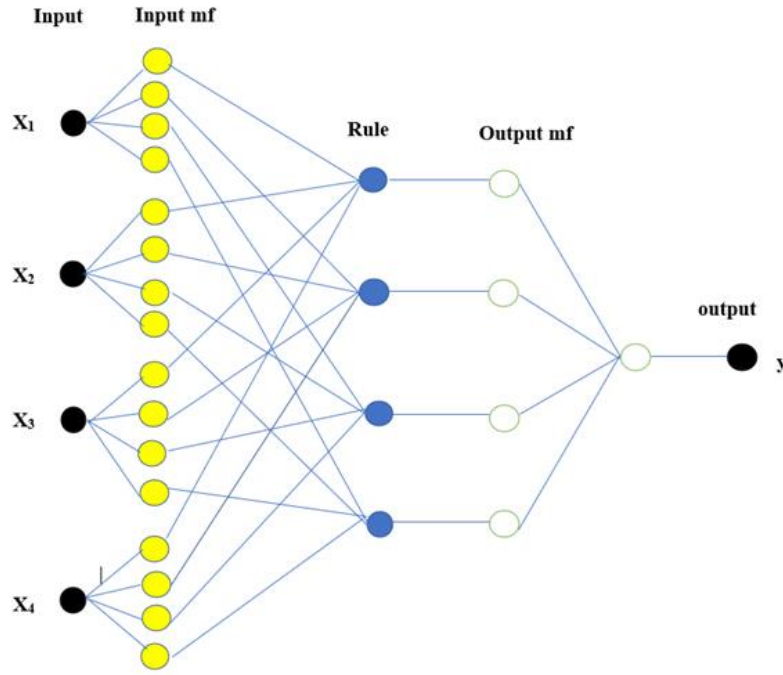 Input
Input mf
X₁
Rule
Output mf
X₂
output
y
X₃
X₄